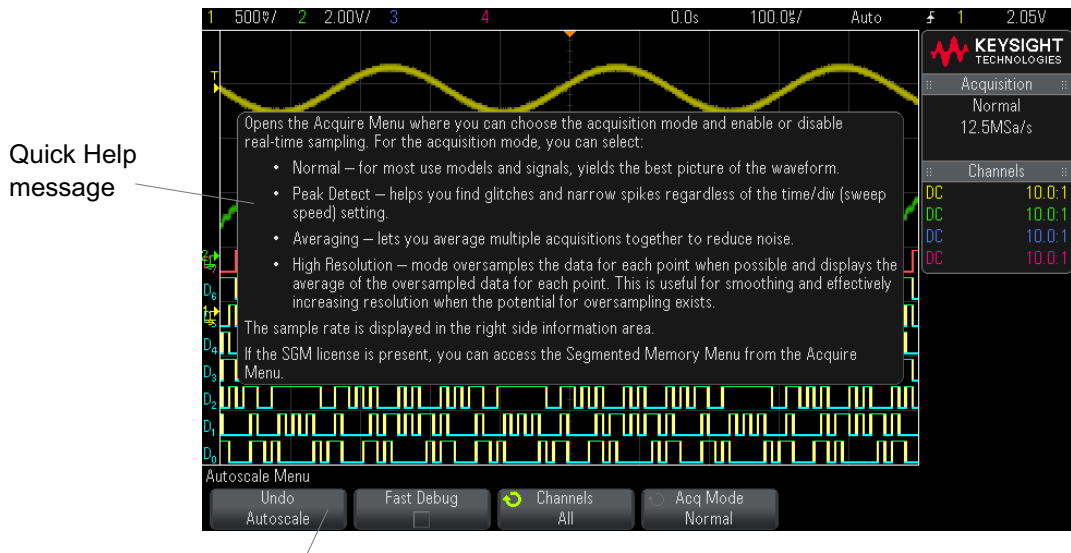 1 500㎷/ 2 2.00V/ 3 4 0.0s 100.0㎲/ Auto 1 2.05V
KEYSIGHT
TECHNOLOGIES
Acquisition
Normal
12.5MSa/s
Channels
DC 10.0:1
DC 10.0:1
DC 10.0:1
DC 10.0:1
T
Quick Help
message
Opens the Acquire Menu where you can choose the acquisition mode and enable or disable
real-time sampling. For the acquisition mode, you can select:
• Normal – for most use models and signals, yields the best picture of the waveform.
• Peak Detect – helps you find glitches and narrow spikes regardless of the time/div (sweep
speed) setting.
• Averaging – lets you average multiple acquisitions together to reduce noise.
• High Resolution – mode oversamples the data for each point when possible and displays the
average of the oversampled data for each point. This is useful for smoothing and effectively
increasing resolution when the potential for oversampling exists.
The sample rate is displayed in the right side information area.
If the SGM license is present, you can access the Segmented Memory Menu from the Acquire
Menu.
D6
D4
D3
D2
D1
D0
Autoscale Menu
Undo
Autoscale
Fast Debug
Channels
All
Acq Mode
Normal